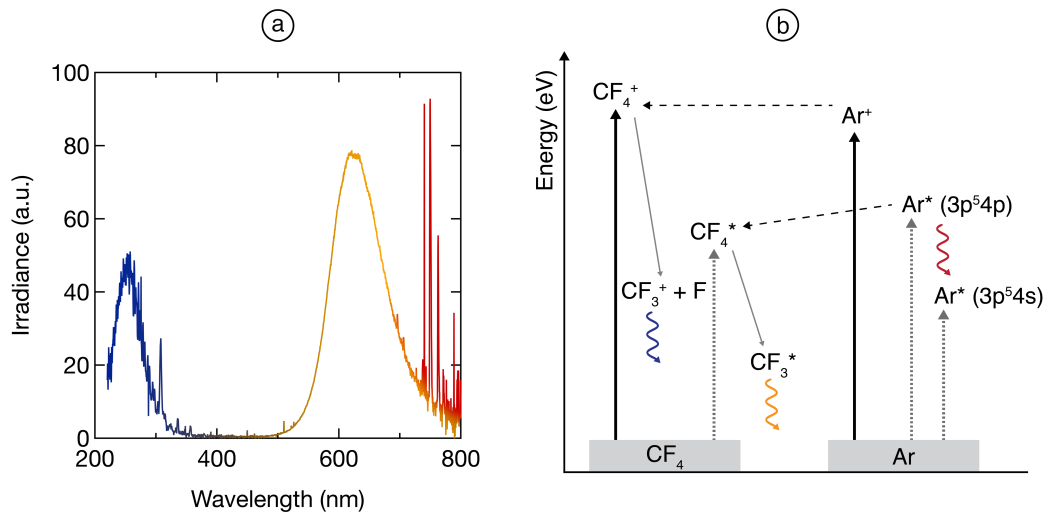 a
100
80
60
40
20
0
200
400
600
800
Irradiance (a.u.)
Wavelength (nm)
b
Energy (eV)
CF₄⁺
Ar⁺
Ar* (3p⁵4p)
CF₄*
CF₃⁺ + F
Ar* (3p⁵4s)
CF₃*
CF₄
Ar